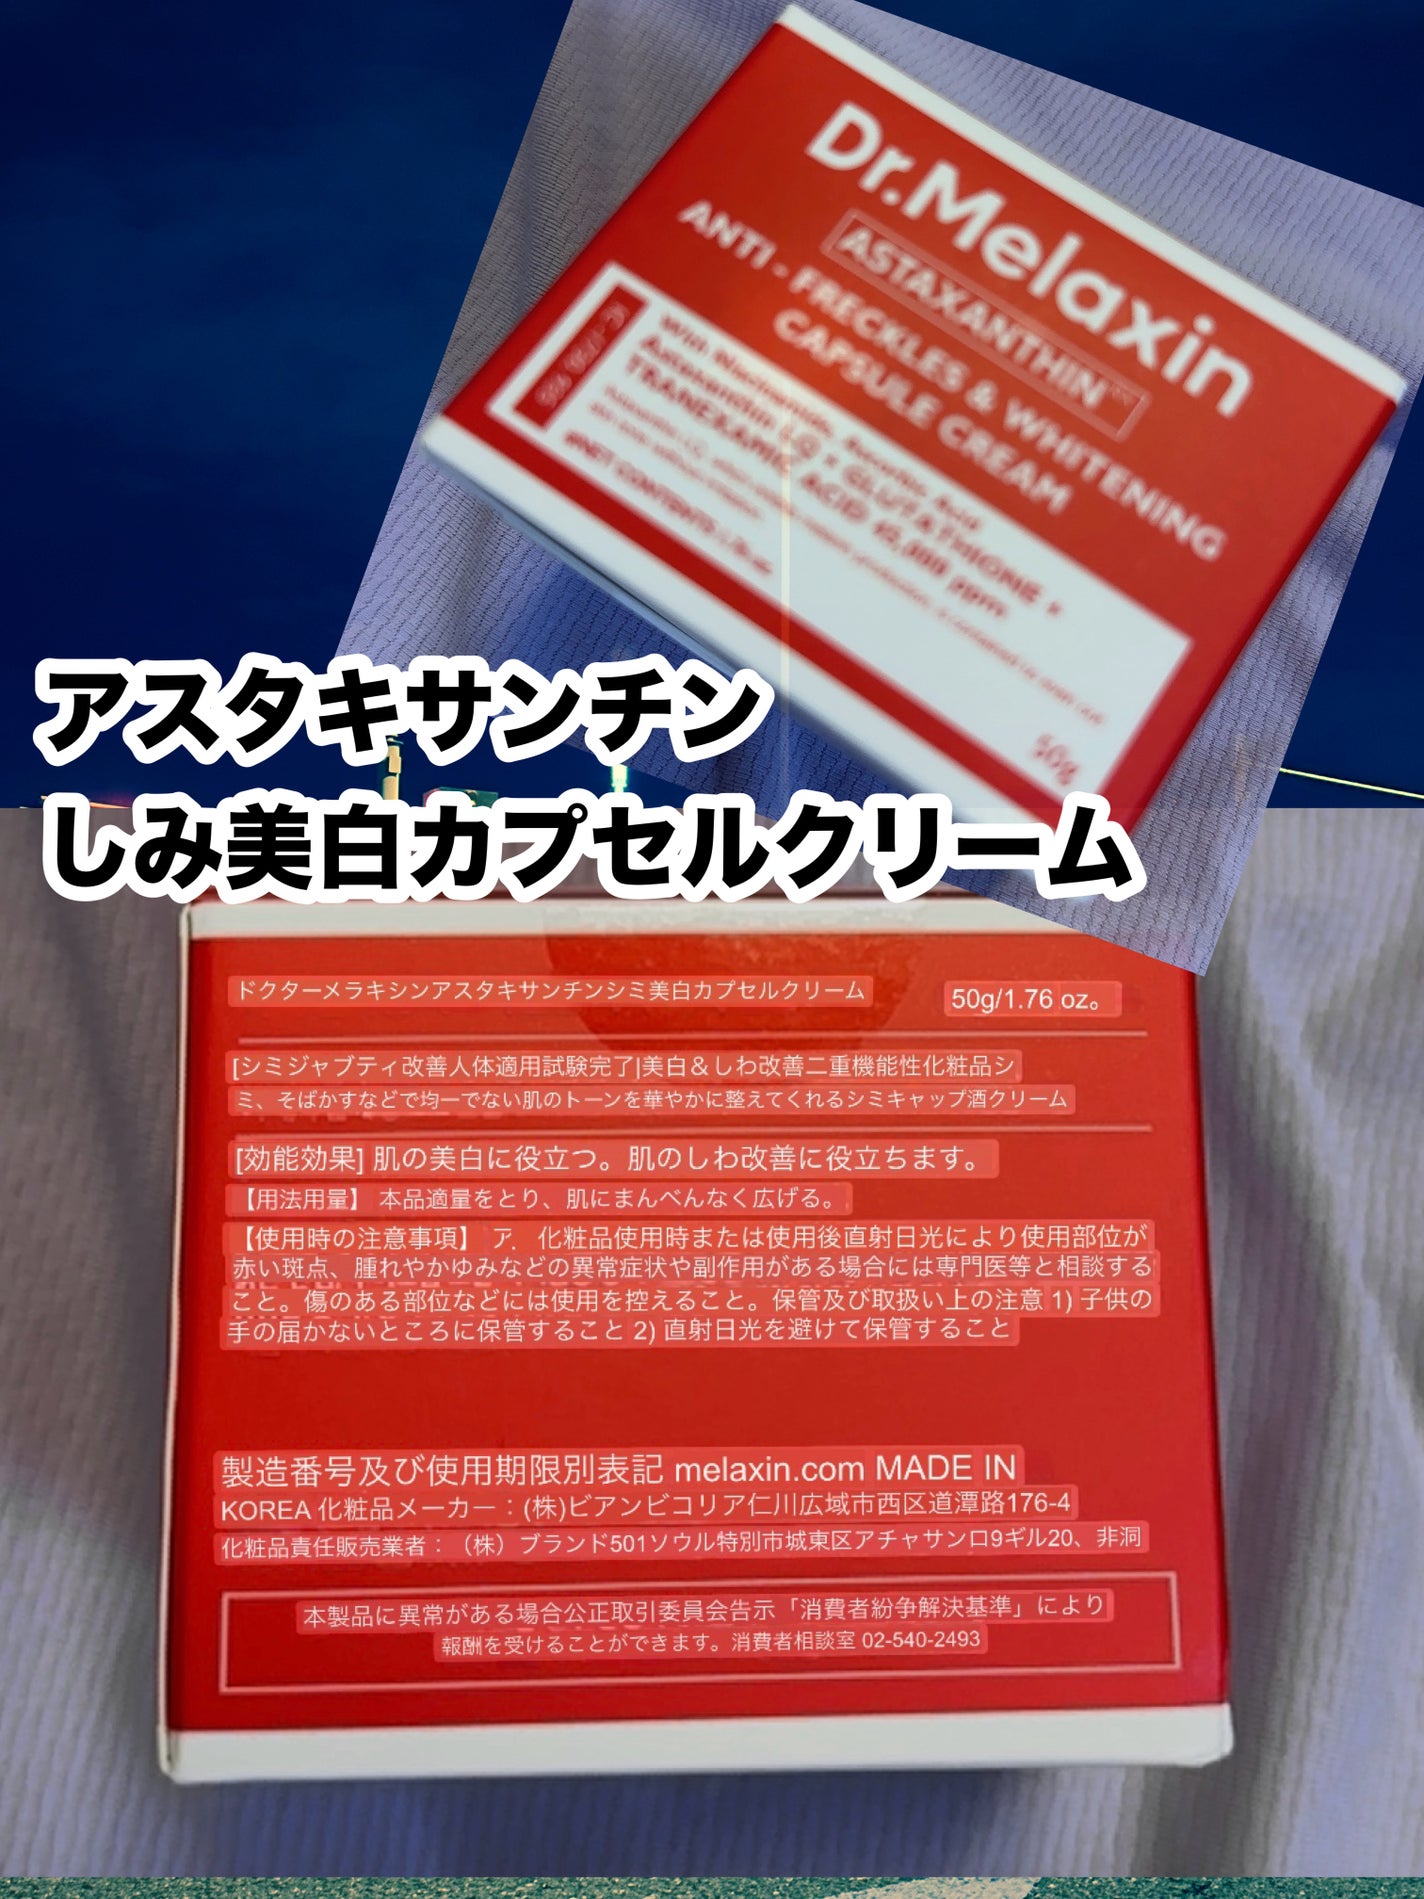 Dr.Melaxin
ASTAXANTHIN™
ANTI - FRECKLES & WHITENING
CAPSULE CREAM
With Niacinamide, Ascorbic Acid
Astaxanthin LG x GLUTATHIONE +
TRANEXAMIC ACID 45,000 ppm
NET CONTENTS
50g
アスタキサンチン
しみ美白カプセルクリーム
ドクターメラキシンアスタキサンチンシミ美白カプセルクリーム
50g/1.76 oz。
[シミジャブティ改善人体適用試験完了|美白＆しわ改善二重機能性化粧品シ
ミ、そばかすなどで均一でない肌のトーンを華やかに整えてくれるシミキャップ酒クリーム
[効能効果] 肌の美白に役立つ。肌のしわ改善に役立ちます。
【用法用量】 本品適量をとり、肌にまんべんなく広げる。
【使用時の注意事項】 ア．化粧品使用時または使用後直射日光により使用部位が
赤い斑点、腫れやかゆみなどの異常症状や副作用がある場合には専門医等と相談する
こと。傷のある部位などには使用を控えること。保管及び取扱い上の注意 1) 子供の
手の届かないところに保管すること 2) 直射日光を避けて保管すること
製造番号及び使用期限別表記 melaxin.com MADE IN
KOREA 化粧品メーカー：(株)ビアンビコリア仁川広域市西区道潭路176-4
化粧品責任販売業者：（株）ブランド501ソウル特別市城東区アチャサンロ9ギル20、非洞
本製品に異常がある場合公正取引委員会告示「消費者紛争解決基準」により
報酬を受けることができます。消費者相談室 02-540-2493